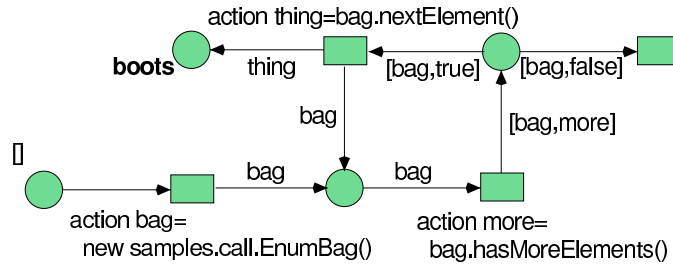 action thing=bag.nextElement()
boots
thing
[bag,true]
[bag,false]
bag
[bag,more]
[]
bag
bag
action bag=
new samples.call.EnumBag()
action more=
bag.hasMoreElements()